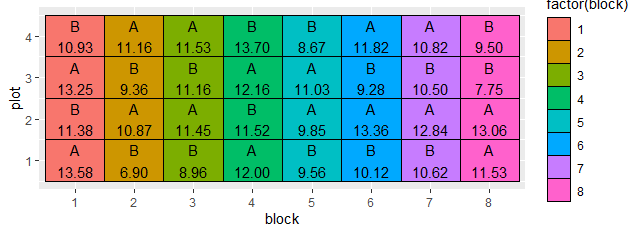 factor(block)
4 B A A B A B A B
10.93 11.16 11.53 13.70 8.67 11.82 10.82 9.50
3 A B B A A B B B
13.25 9.36 11.16 12.16 11.03 9.28 10.50 7.75
2 B A A B B A A A
11.38 10.87 11.45 11.52 9.85 13.36 12.84 13.06
1 A B B A B B B A
13.58 6.90 8.96 12.00 9.56 10.12 10.62 11.53
1 2 3 4 5 6 7 8
block
plot
1
2
3
4
5
6
7
8